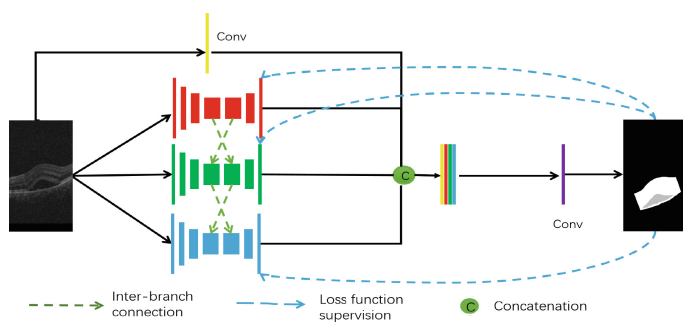 Conv
C
Conv
Inter-branch
connection
Loss function
supervision
C
Concatenation